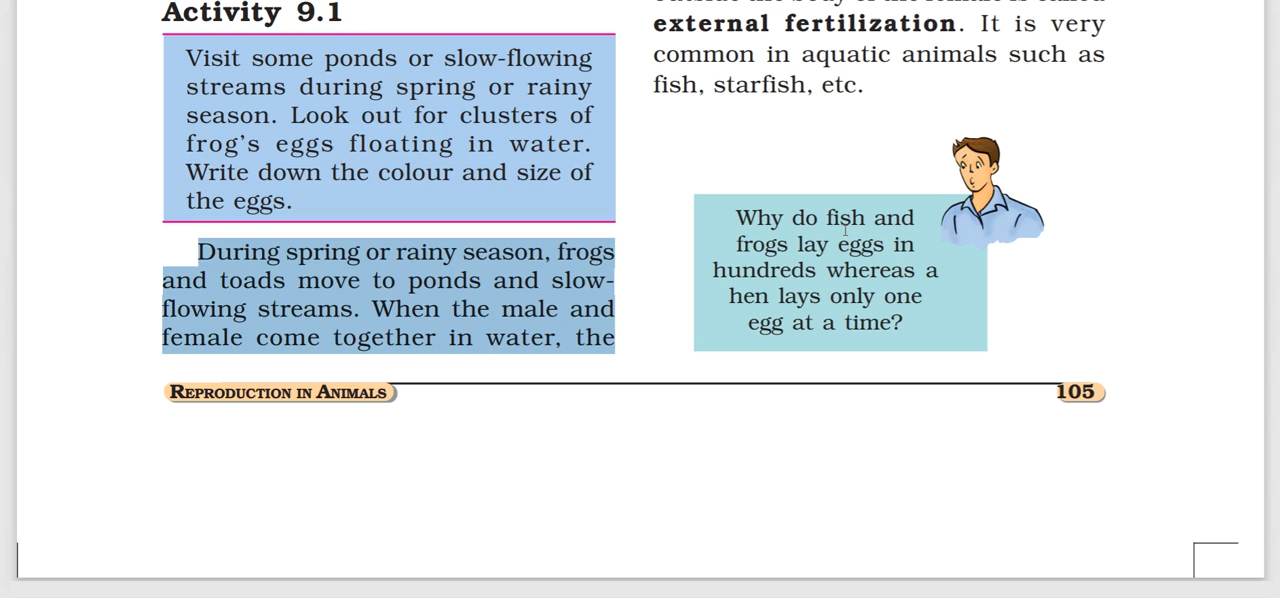 Activity 9.1
Visit some ponds or slow-flowing
streams during spring or rainy
season. Look out for clusters of
frog's eggs floating in water.
Write down the colour and size of
the eggs.
During spring or rainy season, frogs
and toads move to ponds and slow-
flowing streams. When the male and
female come together in water, the
external fertilization. It is very
common in aquatic animals such as
fish, starfish, etc.
Why do fish and
frogs lay eggs in
hundreds whereas a
hen lays only one
egg at a time?
REPRODUCTION IN ANIMALS
105